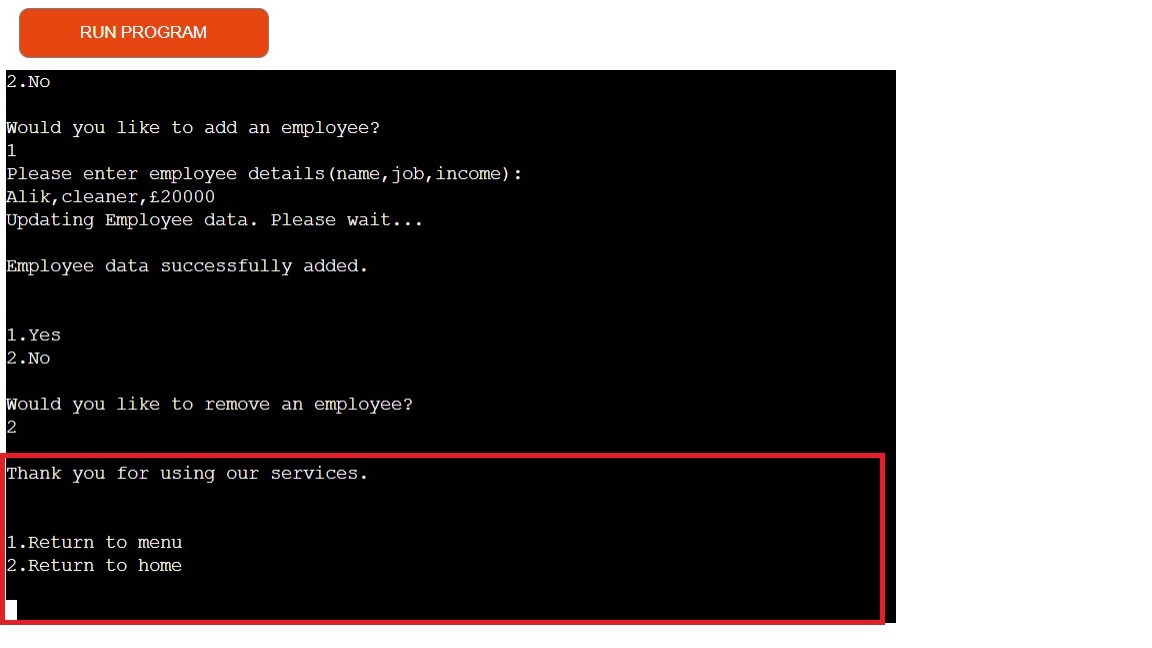 RUN PROGRAM
2.No
Would you like to add an employee?
1
Please enter employee details(name,job,income):
Alik,cleaner,£20000
Updating Employee data. Please wait...
Employee data successfully added.
1.Yes
2.No
Would you like to remove an employee?
2
Thank you for using our services.
1.Return to menu
2.Return to home